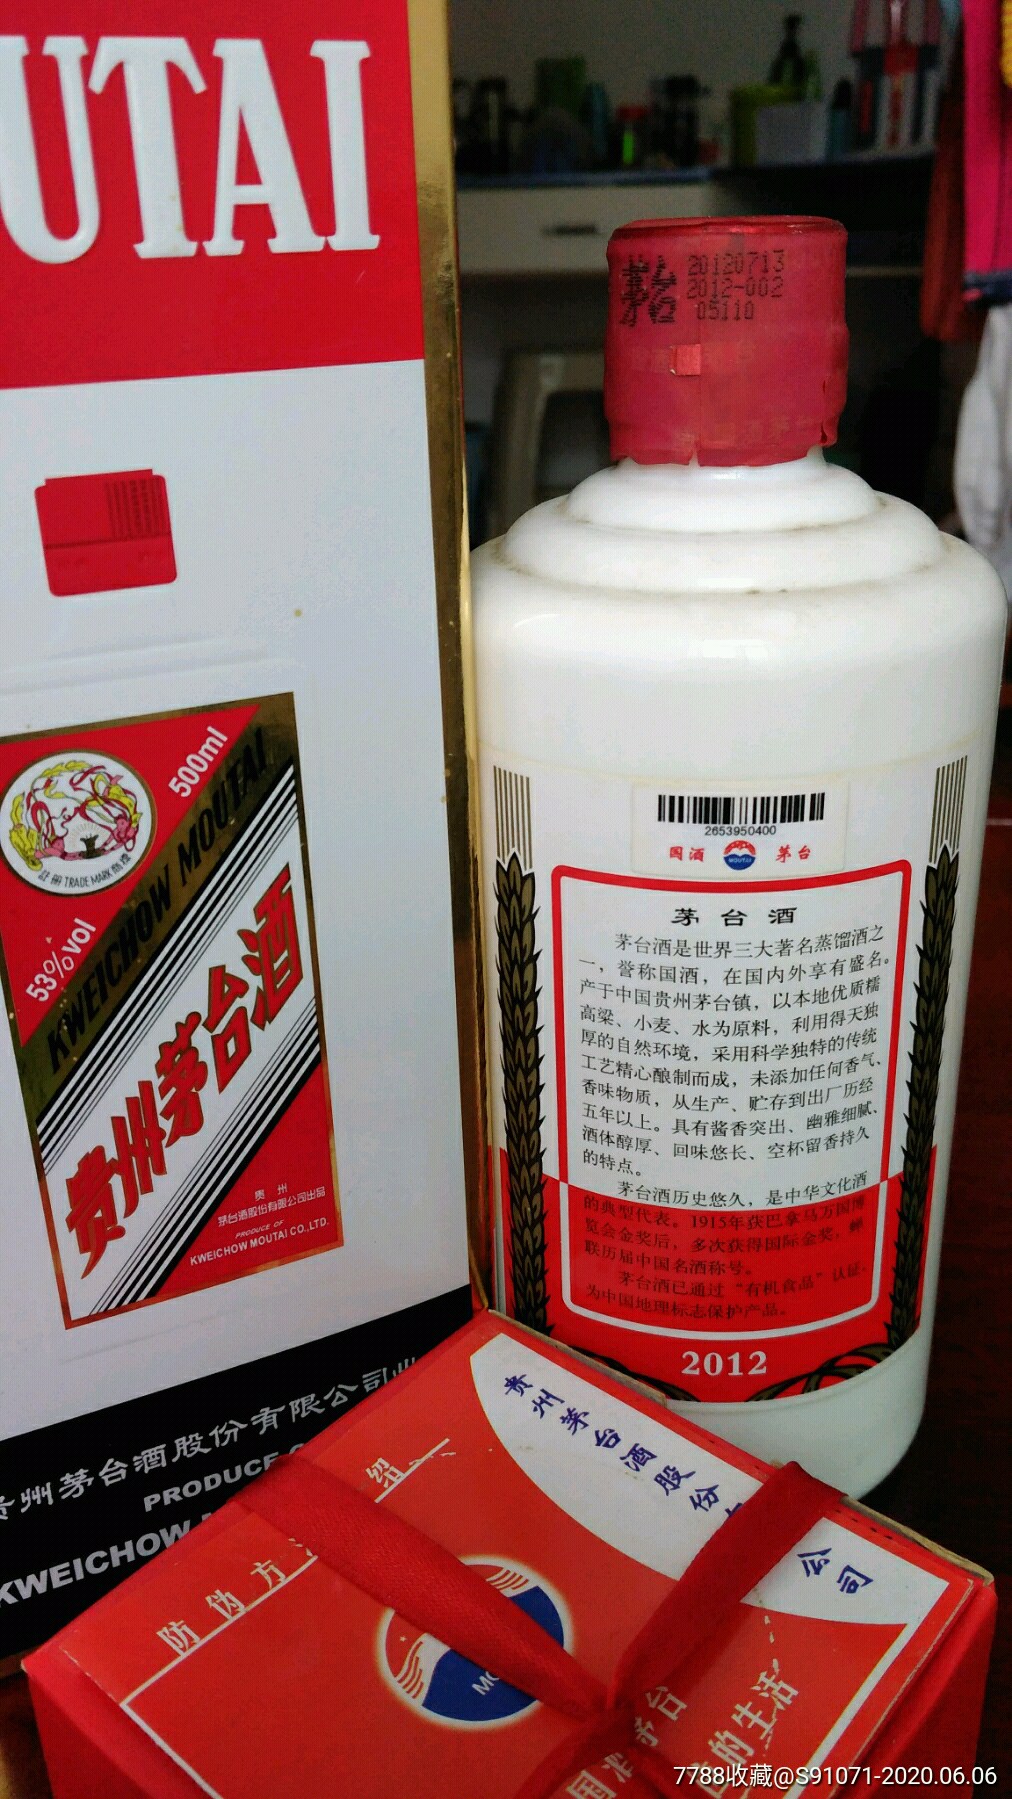 UTAI
茅台
20120713
2012-002
05110
500ml
53%vol
KWEICHOW MOUTAI
贵州茅台酒
贵 州
茅台酒股份有限公司出品
PRODUCE OF
KWEICHOW MOUTAI CO.,LTD.
贵州茅台酒股份有限公司
PRODUCE
KWEICHOW
2653950400
国酒 MOUTAI 茅台
茅台酒
茅台酒是世界三大著名蒸馏酒之
一，誉称国酒，在国内外享有盛名。
产于中国贵州茅台镇，以本地优质糯
高粱、小麦、水为原料，利用得天独
厚的自然环境，采用科学独特的传统
工艺精心酿制而成，未添加任何香气、
香味物质，从生产、贮存到出厂历经
五年以上。具有酱香突出、幽雅细腻、
酒体醇厚、回味悠长、空杯留香持久
的特点。
茅台酒历史悠久，是中华文化酒
的典型代表。1915年获巴拿马万国博
览会金奖后，多次获得国际金奖，蝉
联历届中国名酒称号。
茅台酒已通过“有机食品”认证，
为中国地理标志保护产品。
2012
贵州茅台酒股份
公司
防伪方
绍
国酒茅台
的生活
7788收藏@S91071-2020.06.06